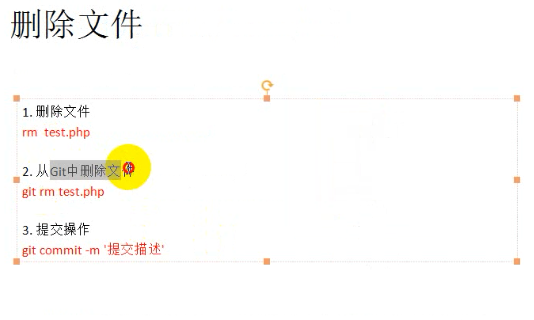 删除文件
1. 删除文件
rm test.php
2. 从Git中删除文件
git rm test.php
3. 提交操作
git commit -m '提交描述'